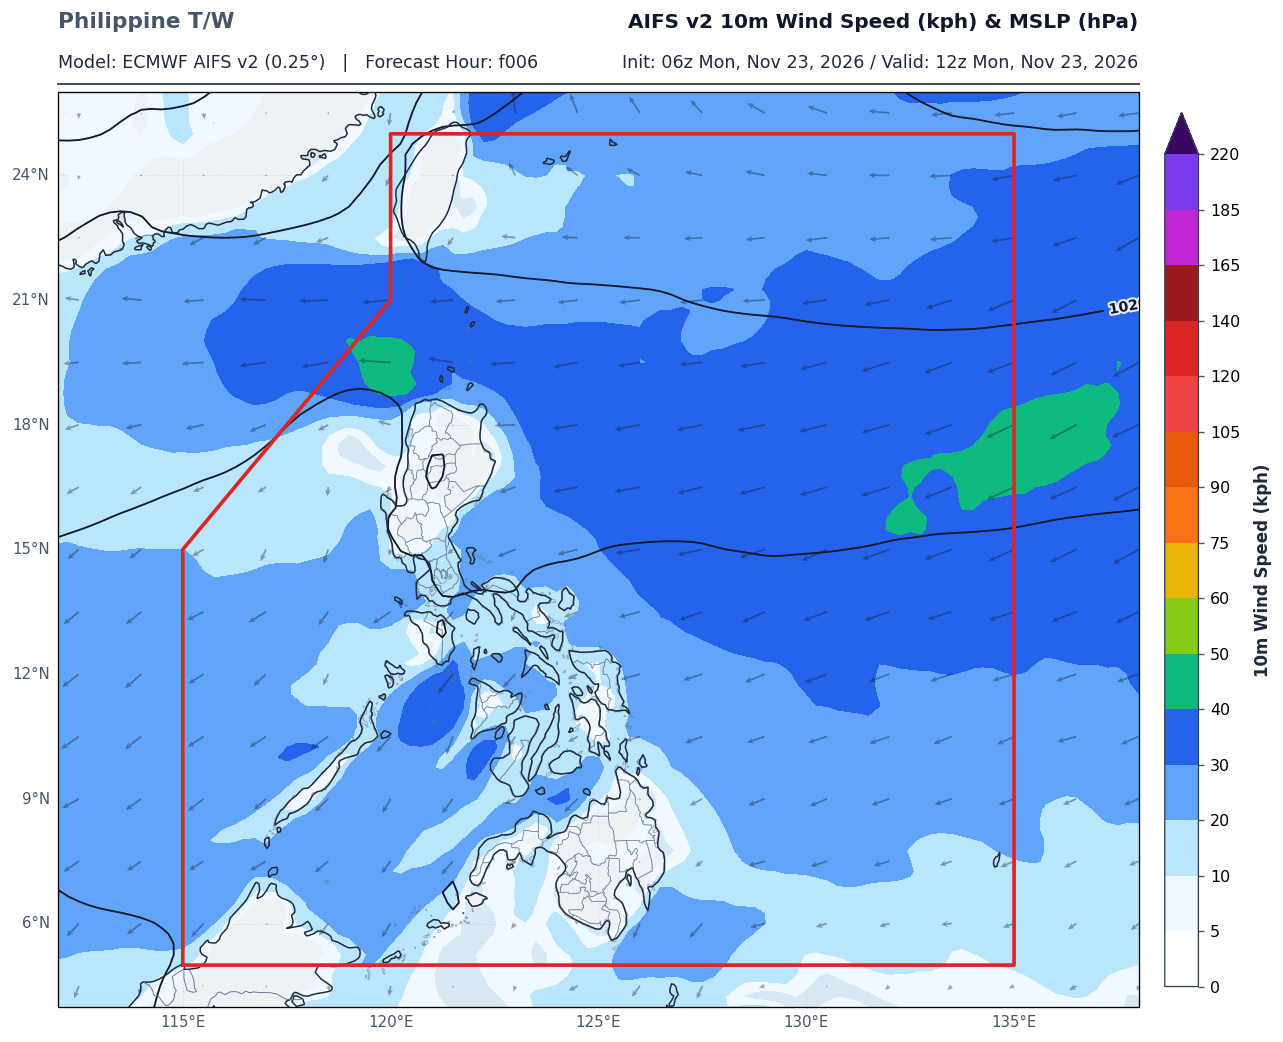 Philippine T/W
AIFS v2 10m Wind Speed (kph) & MSLP (hPa)
Model: ECMWF AIFS v2 (0.25°) | Forecast Hour: f006
Init: 06z Mon, Nov 23, 2026 / Valid: 12z Mon, Nov 23, 2026
24°N
21°N
18°N
15°N
12°N
9°N
6°N
115°E
120°E
125°E
130°E
135°E
102
220
185
165
140
120
105
90
75
60
50
40
30
20
10
5
0
10m Wind Speed (kph)